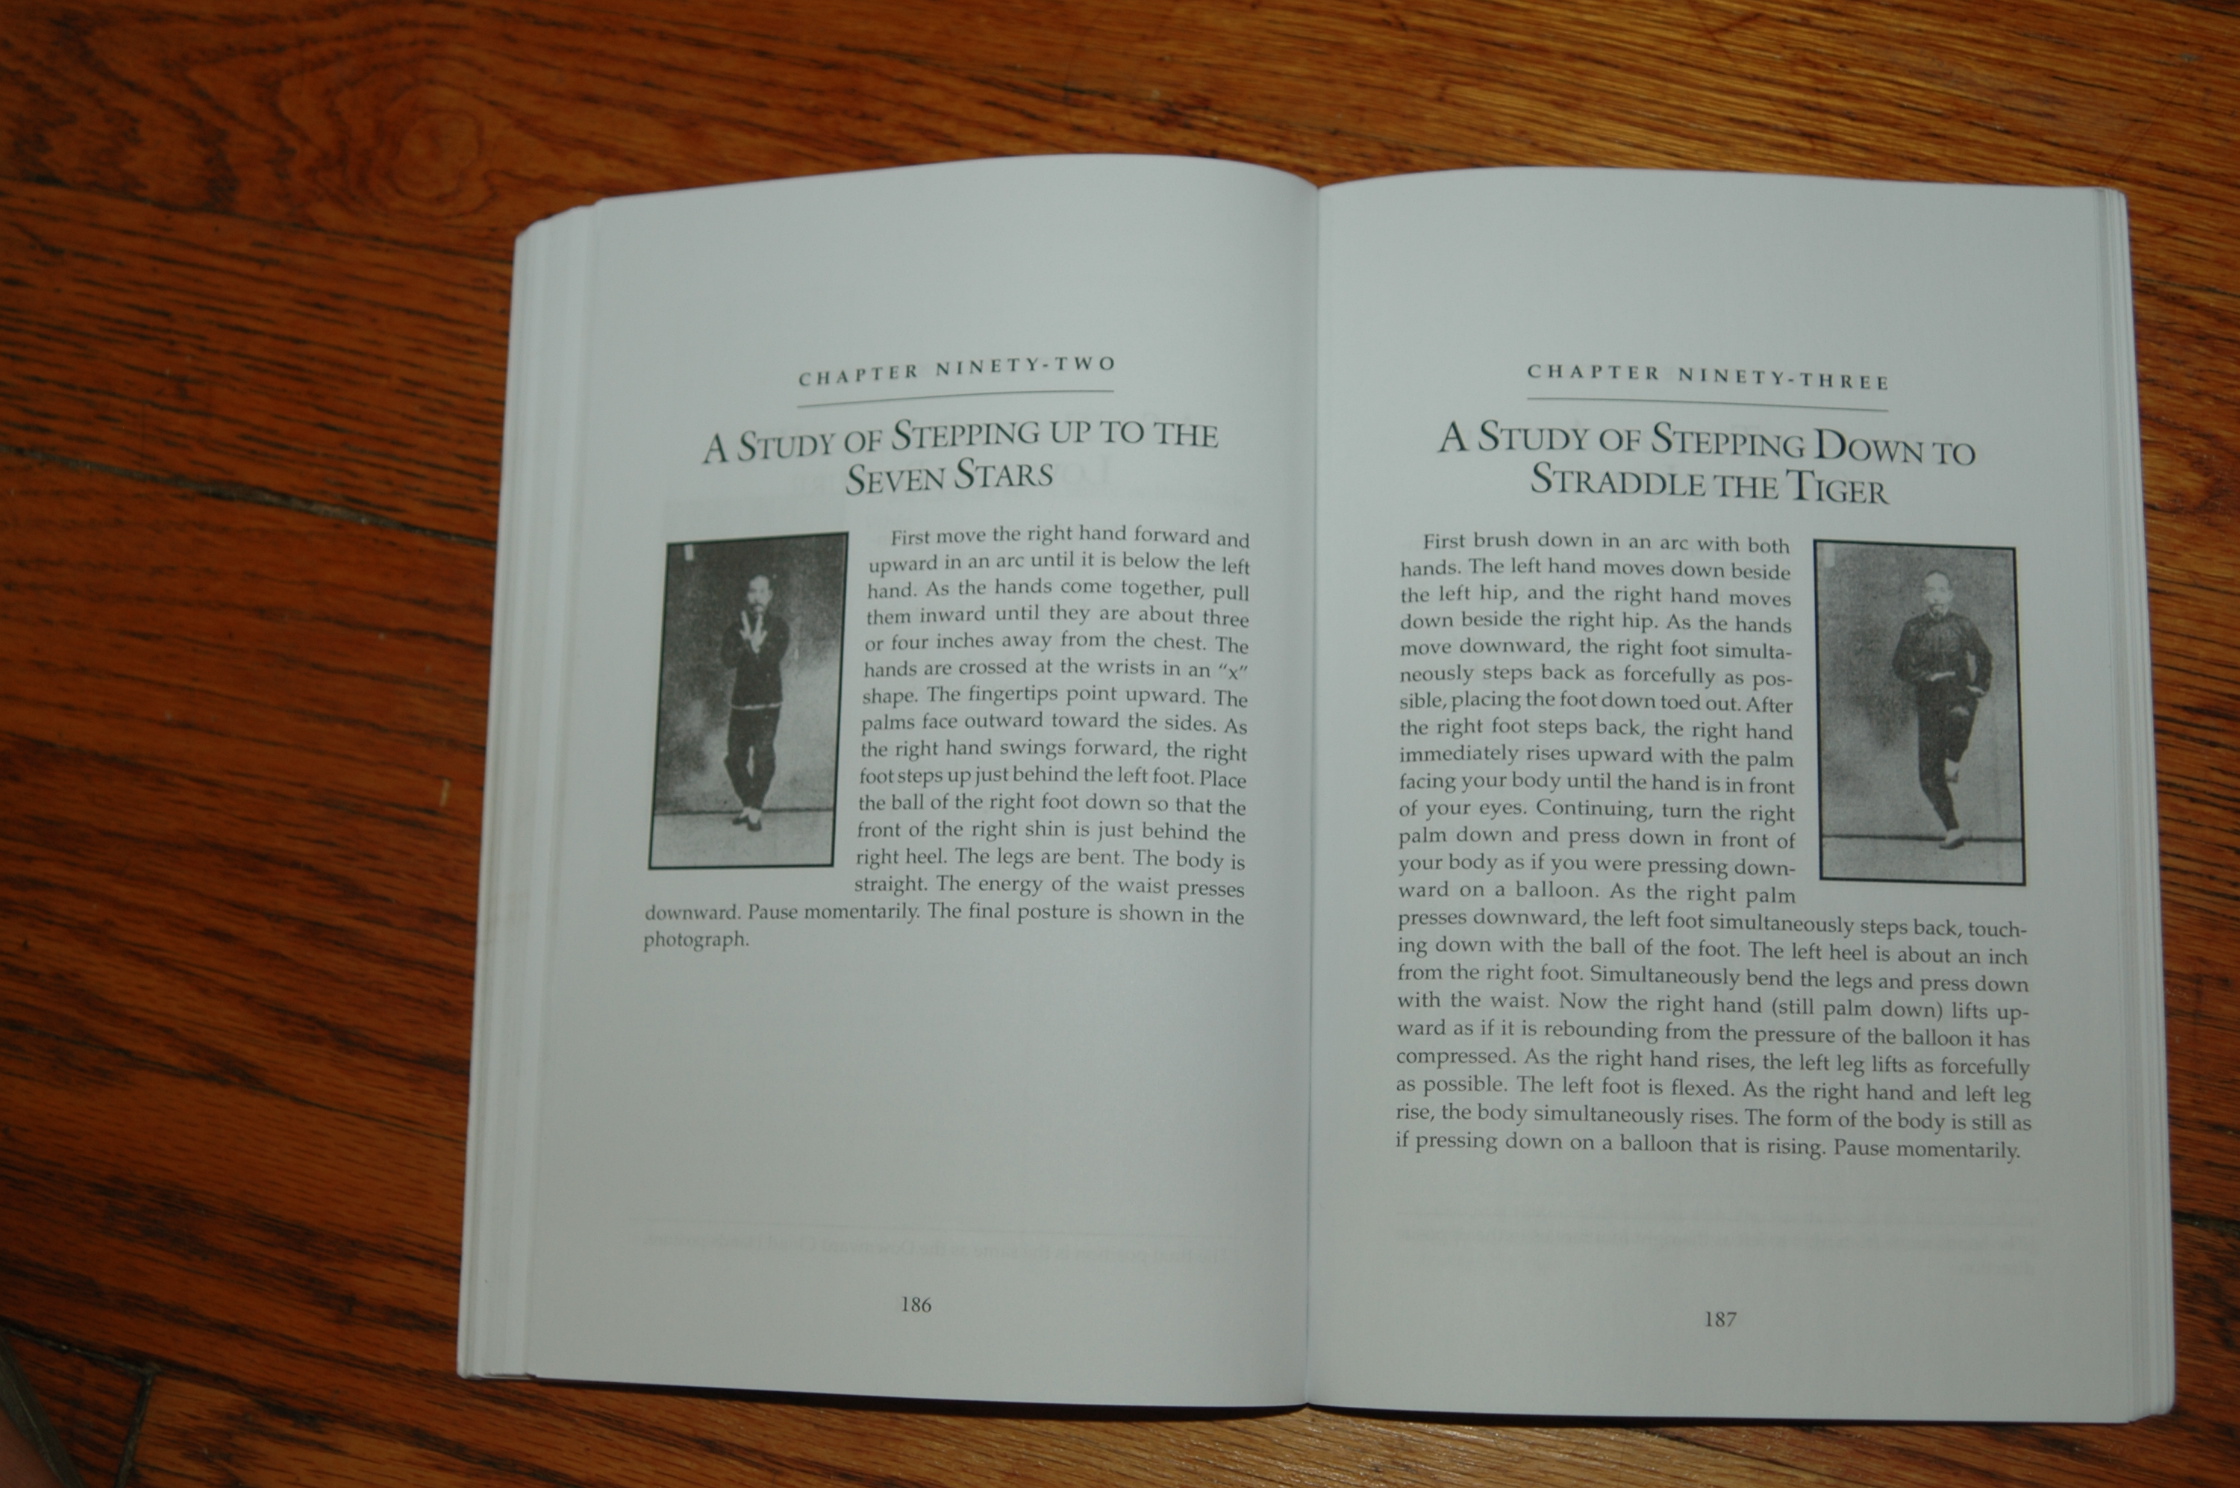 CHAPTER NINETY-TWO
A STUDY OF STEPPING UP TO THE
SEVEN STARS
First move the right hand forward and
upward in an arc until it is below the left
hand. As the hands come together, pull
them inward until they are about three
or four inches away from the chest. The
hands are crossed at the wrists in an "x"
shape. The fingertips point upward. The
palms face outward toward the sides. As
the right hand swings forward, the right
foot steps up just behind the left foot. Place
the ball of the right foot down so that the
front of the right shin is just behind the
right heel. The legs are bent. The body is
straight. The energy of the waist presses
downward. Pause momentarily. The final posture is shown in the
photograph.
186
CHAPTER NINETY-THREE
A STUDY OF STEPPING DOWN TO
STRADDLE THE TIGER
First brush down in an arc with both
hands. The left hand moves down beside
the left hip, and the right hand moves
down beside the right hip. As the hands
move downward, the right foot simulta-
neously steps back as forcefully as pos-
sible, placing the foot down toed out. After
the right foot steps back, the right hand
immediately rises upward with the palm
facing your body until the hand is in front
of your eyes. Continuing, turn the right
palm down and press down in front of
your body as if you were pressing down-
ward on a balloon. As the right palm
presses downward, the left foot simultaneously steps back, touch-
ing down with the ball of the foot. The left heel is about an inch
from the right foot. Simultaneously bend the legs and press down
with the waist. Now the right hand (still palm down) lifts up-
ward as if it is rebounding from the pressure of the balloon it has
compressed. As the right hand rises, the left leg lifts as forcefully
as possible. The left foot is flexed. As the right hand and left leg
rise, the body simultaneously rises. The form of the body is still as
if pressing down on a balloon that is rising. Pause momentarily.
187